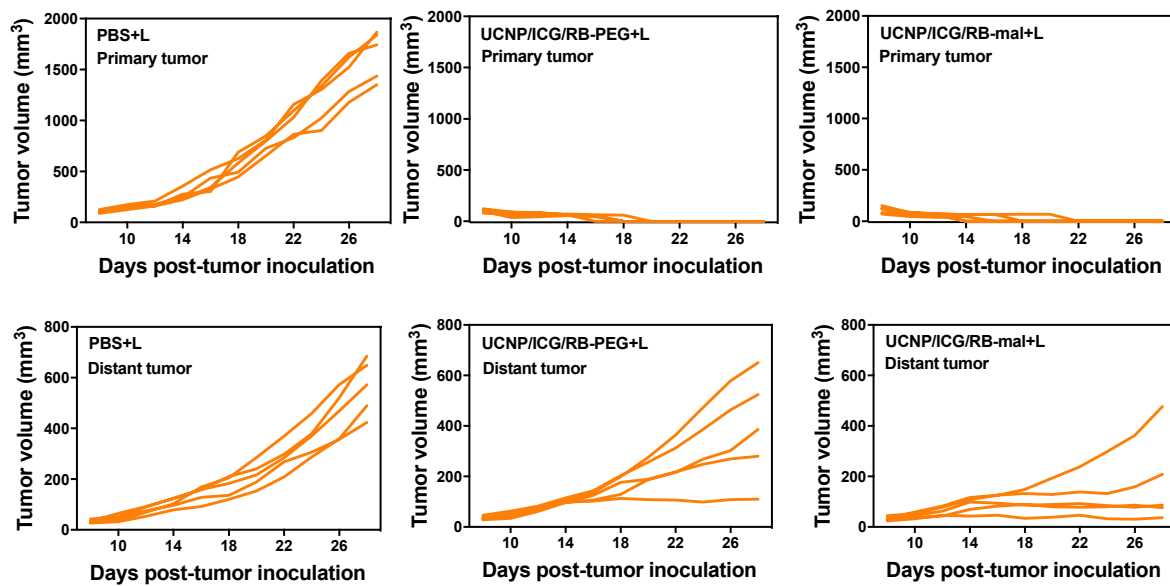 PBS+L
Primary tumor
Tumor volume (mm³)
2000
1500
1000
500
0
10
14
18
22
26
Days post-tumor inoculation
UCNP/ICG/RB-PEG+L
Primary tumor
Tumor volume (mm³)
2000
1500
1000
500
0
10
14
18
22
26
Days post-tumor inoculation
UCNP/ICG/RB-mal+L
Primary tumor
Tumor volume (mm³)
2000
1500
1000
500
0
10
14
18
22
26
Days post-tumor inoculation
PBS+L
Distant tumor
Tumor volume (mm³)
800
600
400
200
0
10
14
18
22
26
Days post-tumor inoculation
UCNP/ICG/RB-PEG+L
Distant tumor
Tumor volume (mm³)
800
600
400
200
0
10
14
18
22
26
Days post-tumor inoculation
UCNP/ICG/RB-mal+L
Distant tumor
Tumor volume (mm³)
800
600
400
200
0
10
14
18
22
26
Days post-tumor inoculation